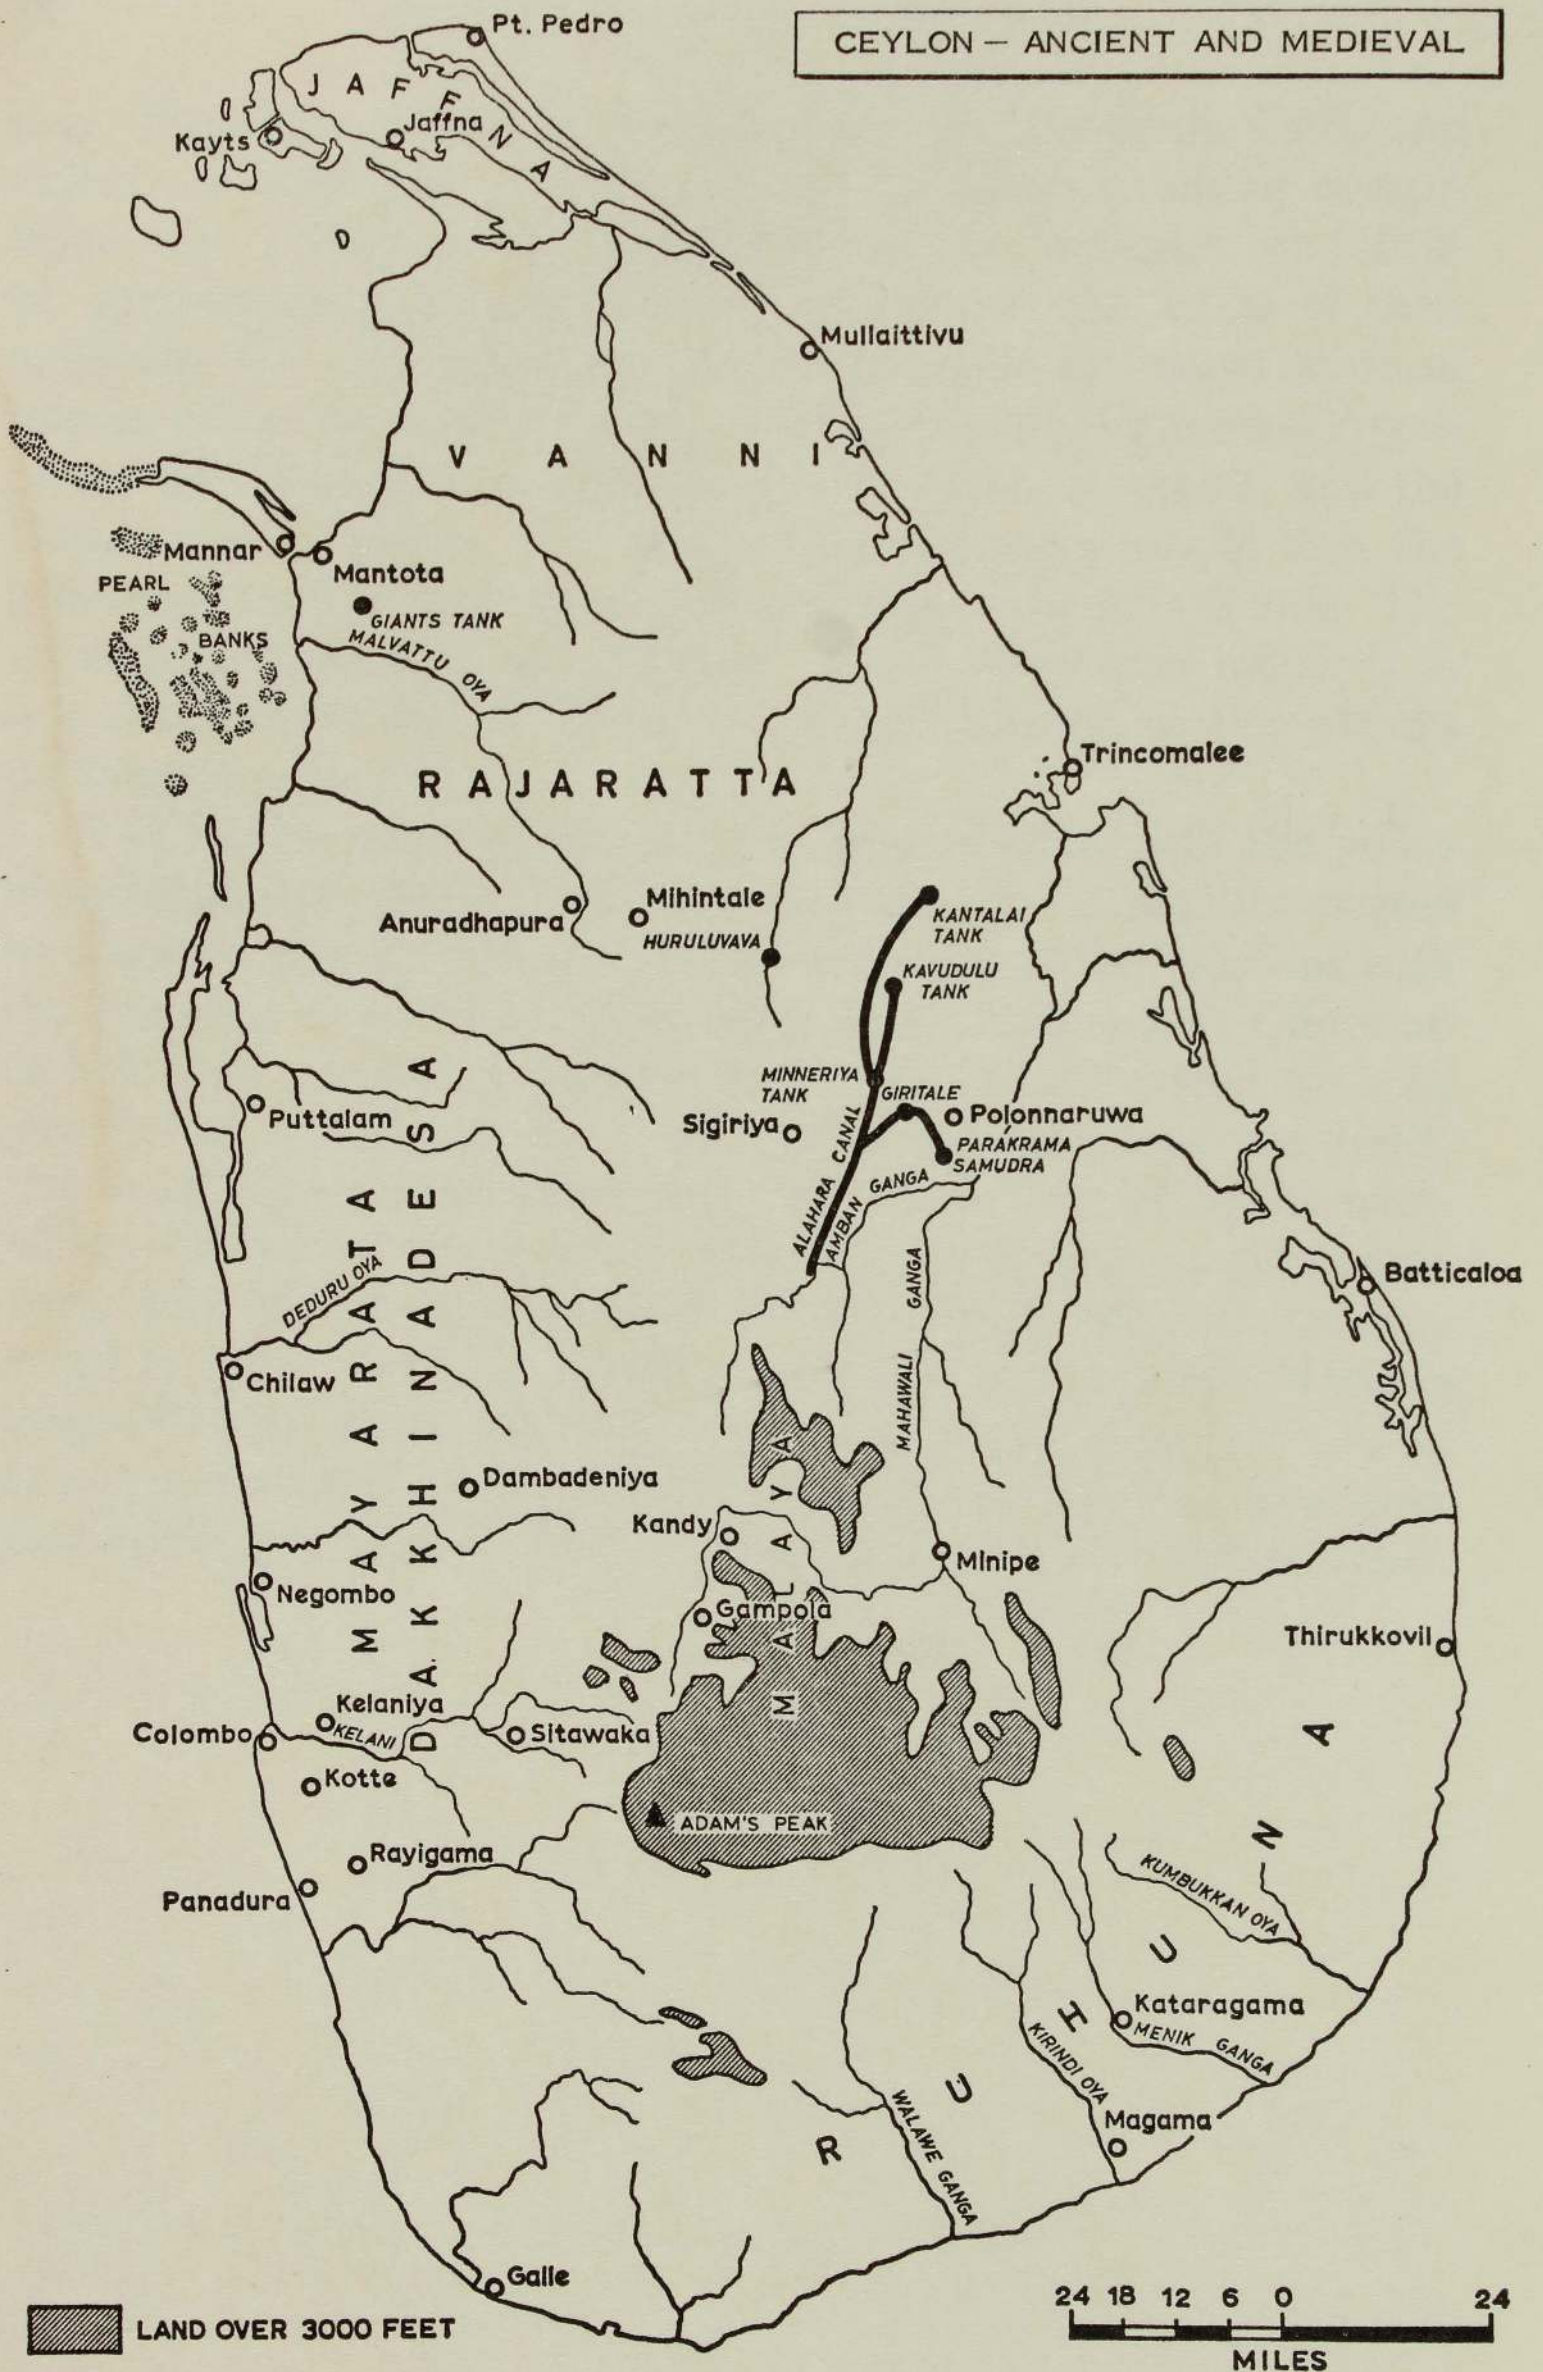 CEYLON — ANCIENT AND MEDIEVAL
Pt. Pedro
JAFFNA
Jaffna
Kayts
Mullaittivu
VANNI
Mannar
Mantota
PEARL
BANKS
GIANTS TANK
MALVATTU OYA
Trincomalee
RAJARATTA
Mihintale
Anuradhapura
HURULUVAVA
KANTALAI
TANK
KAVUDULU
TANK
MINNERIYA
TANK
GIRITALE
Puttalam
Sigiriya
Polonnaruwa
PARAKRAMA
SAMUDRA
ALAHARA CANAL
AMBAN GANGA
MAHAWALI GANGA
DEDURU OYA
Batticaloa
Chilaw
MAYARATA
DAKKHINADESA
Dambadeniya
Kandy
MALAYA
Minipe
Negombo
Gampola
Thirukkovil
Kelaniya
Colombo
KELANI
Sitawaka
Kotte
ADAM'S PEAK
Rayigama
Panadura
KUMBUKKAN OYA
RUHUNA
Kataragama
MENIK GANGA
KIRINDI OYA
Magama
WALAWE GANGA
Galle
LAND OVER 3000 FEET
24 18 12 6 0 24
MILES